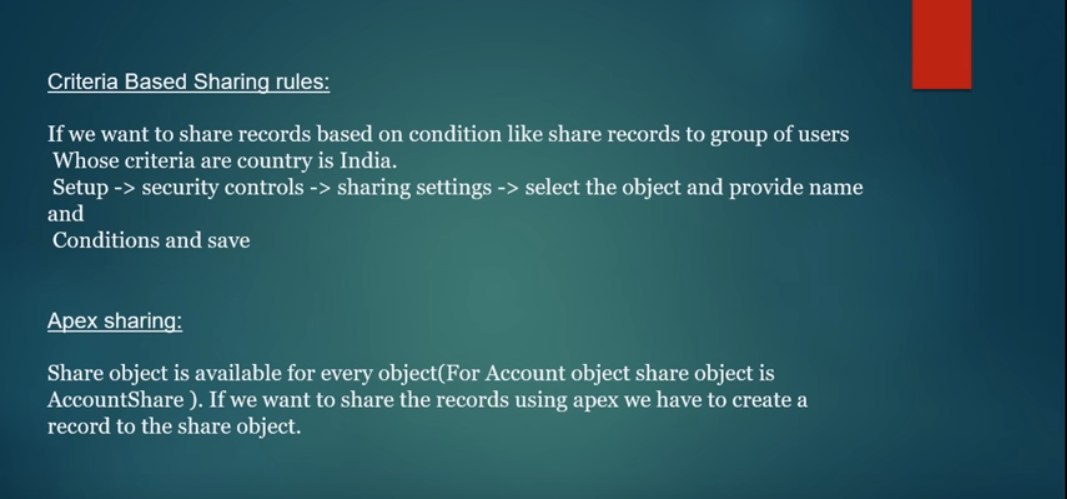 Criteria Based Sharing rules:
If we want to share records based on condition like share records to group of users
Whose criteria are country is India.
Setup -> security controls -> sharing settings -> select the object and provide name
and
Conditions and save
Apex sharing:
Share object is available for every object(For Account object share object is
AccountShare ). If we want to share the records using apex we have to create a
record to the share object.